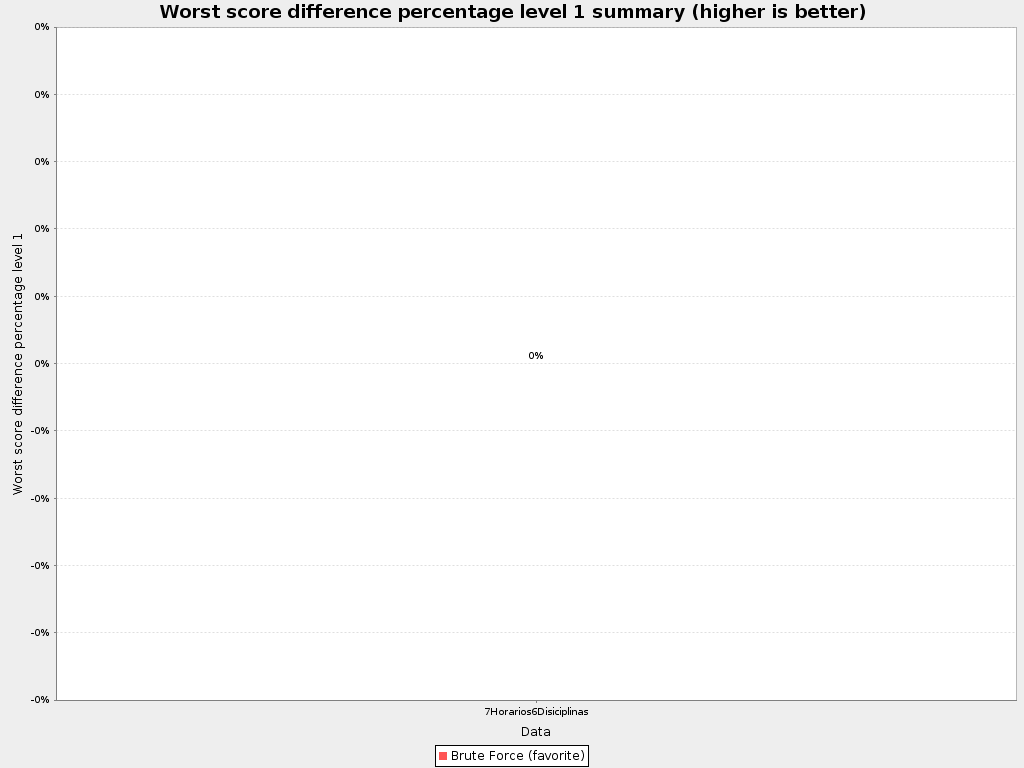 Worst score difference percentage level 1 summary (higher is better)
Worst score difference percentage level 1
0%
0%
0%
0%
0%
0%
-0%
-0%
-0%
-0%
-0%
0%
7Horarios6Disiciplinas
Data
Brute Force (favorite)